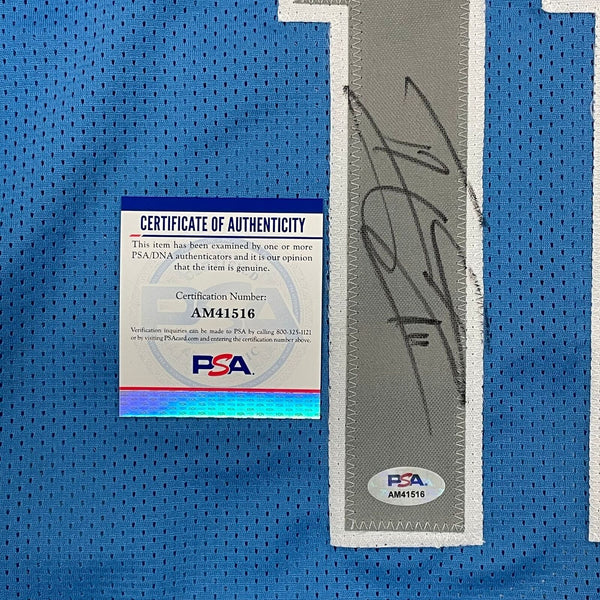 CERTIFICATE OF AUTHENTICITY
This item has been examined by one or more
PSA/DNA authenticators and it is our opinion
that the item is genuine.
Certification Number:
AM41516
Verification inquiries can be made to PSA by calling 800-325-1121
or by visiting PSAcard.com and entering the certification number above.
PSA.
PSA.
AM41516